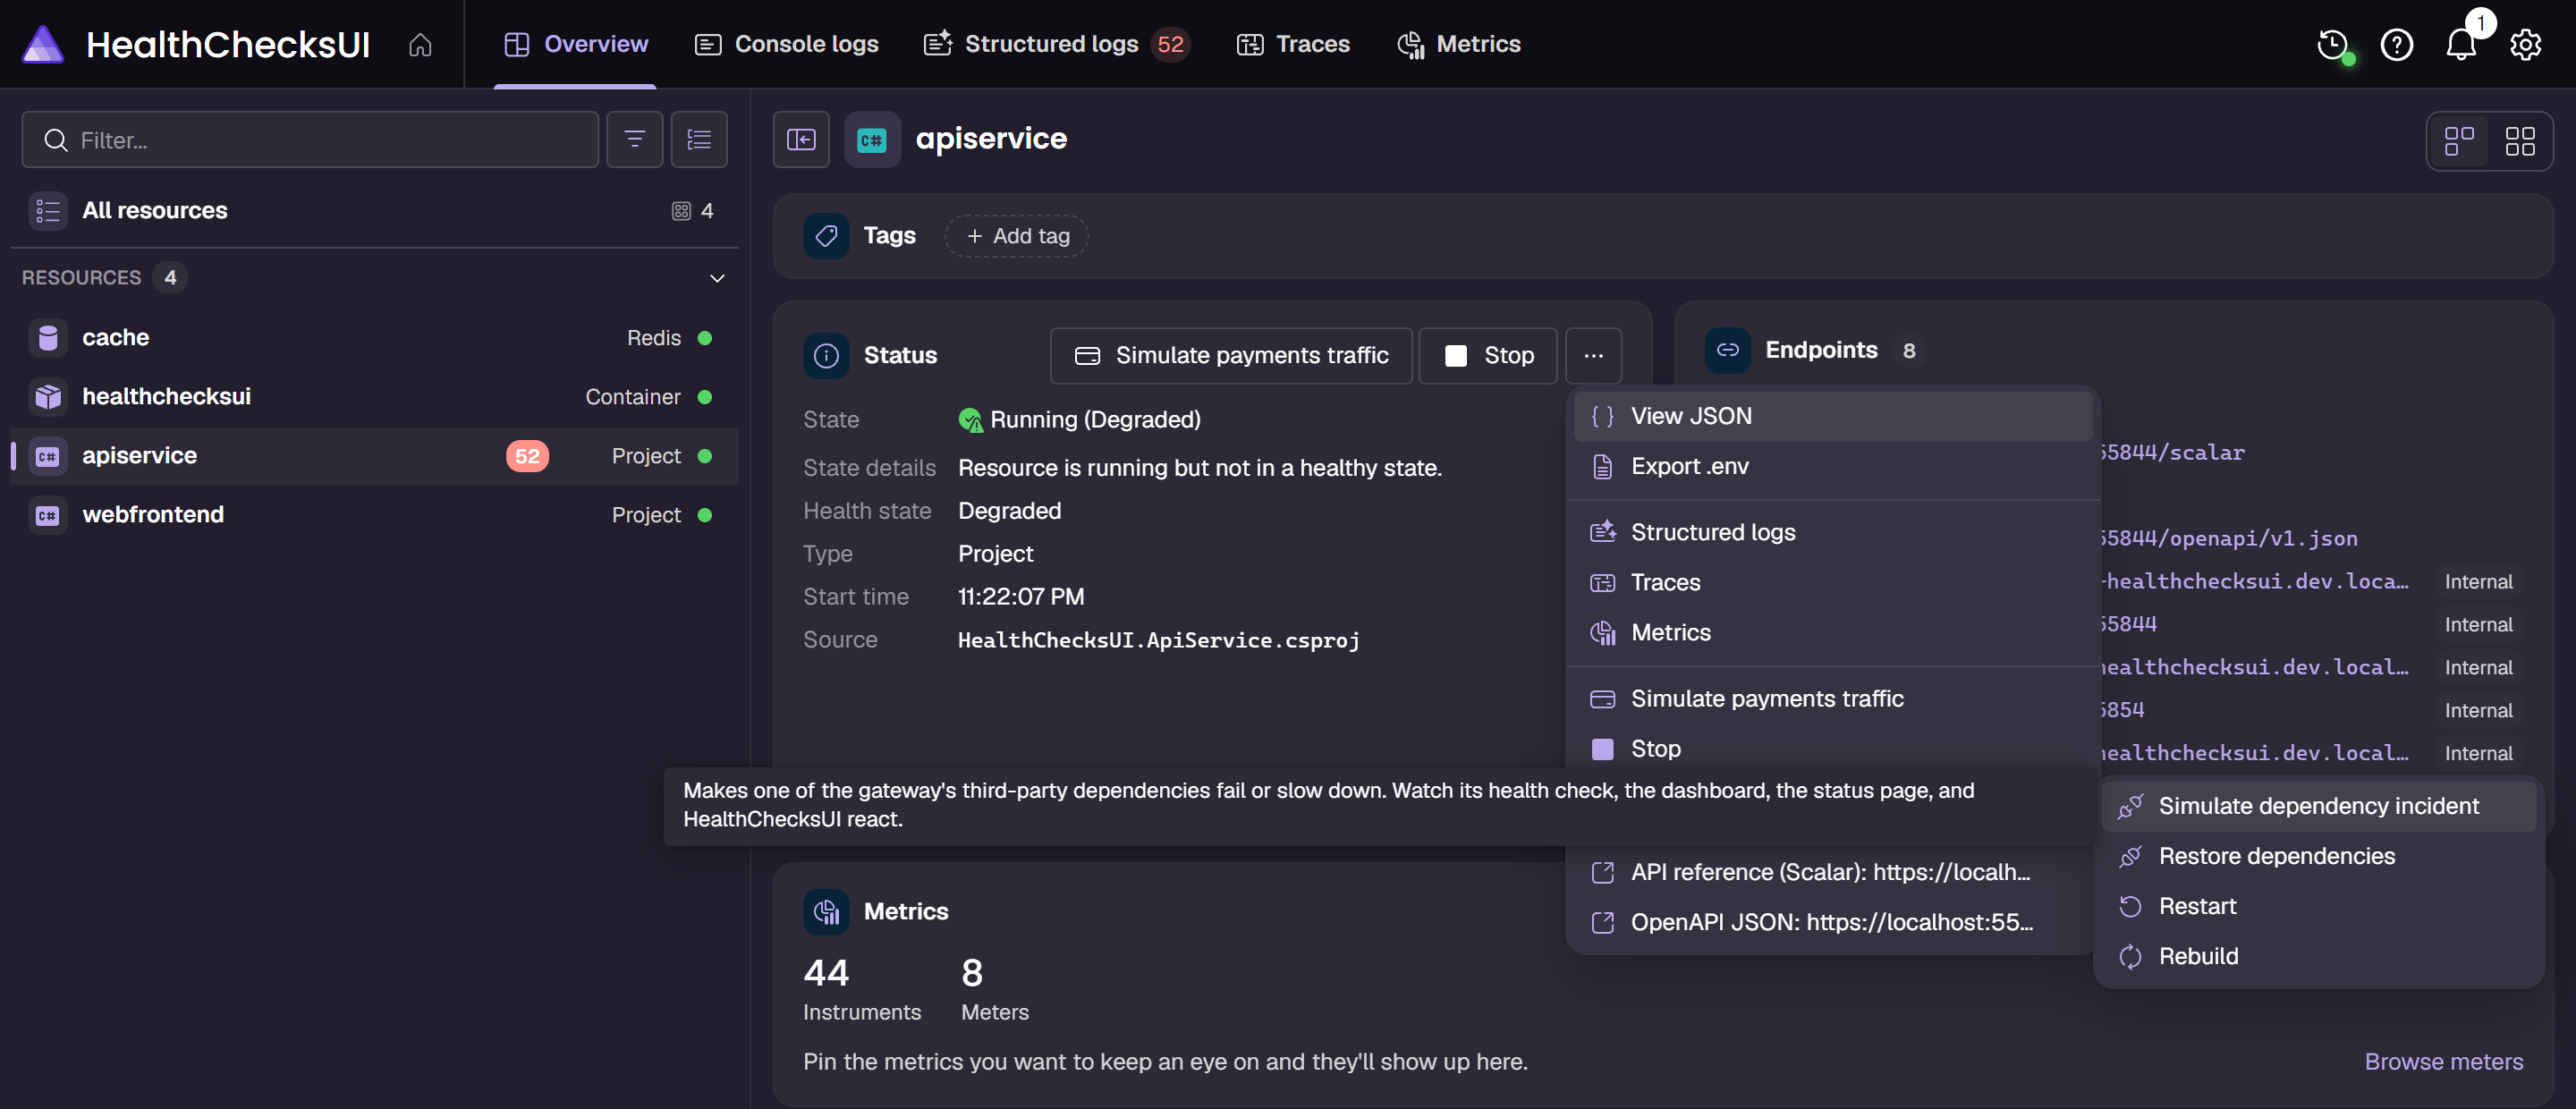 HealthChecksUI
Overview
Console logs
Structured logs 52
Traces
Metrics
1
Filter...
All resources
4
RESOURCES 4
cache
Redis
healthchecksui
Container
apiservice
52
Project
webfrontend
Project
C# apiservice
Tags
+ Add tag
Status
Simulate payments traffic
Stop
...
State
Running (Degraded)
State details
Resource is running but not in a healthy state.
Health state
Degraded
Type
Project
Start time
11:22:07 PM
Source
HealthChecksUI.ApiService.csproj
Endpoints 8
55844/scalar
55844/openapi/v1.json
-healthchecksui.dev.loca… Internal
55844 Internal
healthchecksui.dev.local… Internal
5854 Internal
healthchecksui.dev.local… Internal
View JSON
Export .env
Structured logs
Traces
Metrics
Simulate payments traffic
Stop
Makes one of the gateway's third-party dependencies fail or slow down. Watch its health check, the dashboard, the status page, and
HealthChecksUI react.
API reference (Scalar): https://localh...
OpenAPI JSON: https://localhost:55...
Simulate dependency incident
Restore dependencies
Restart
Rebuild
Metrics
44
Instruments
8
Meters
Pin the metrics you want to keep an eye on and they'll show up here.
Browse meters